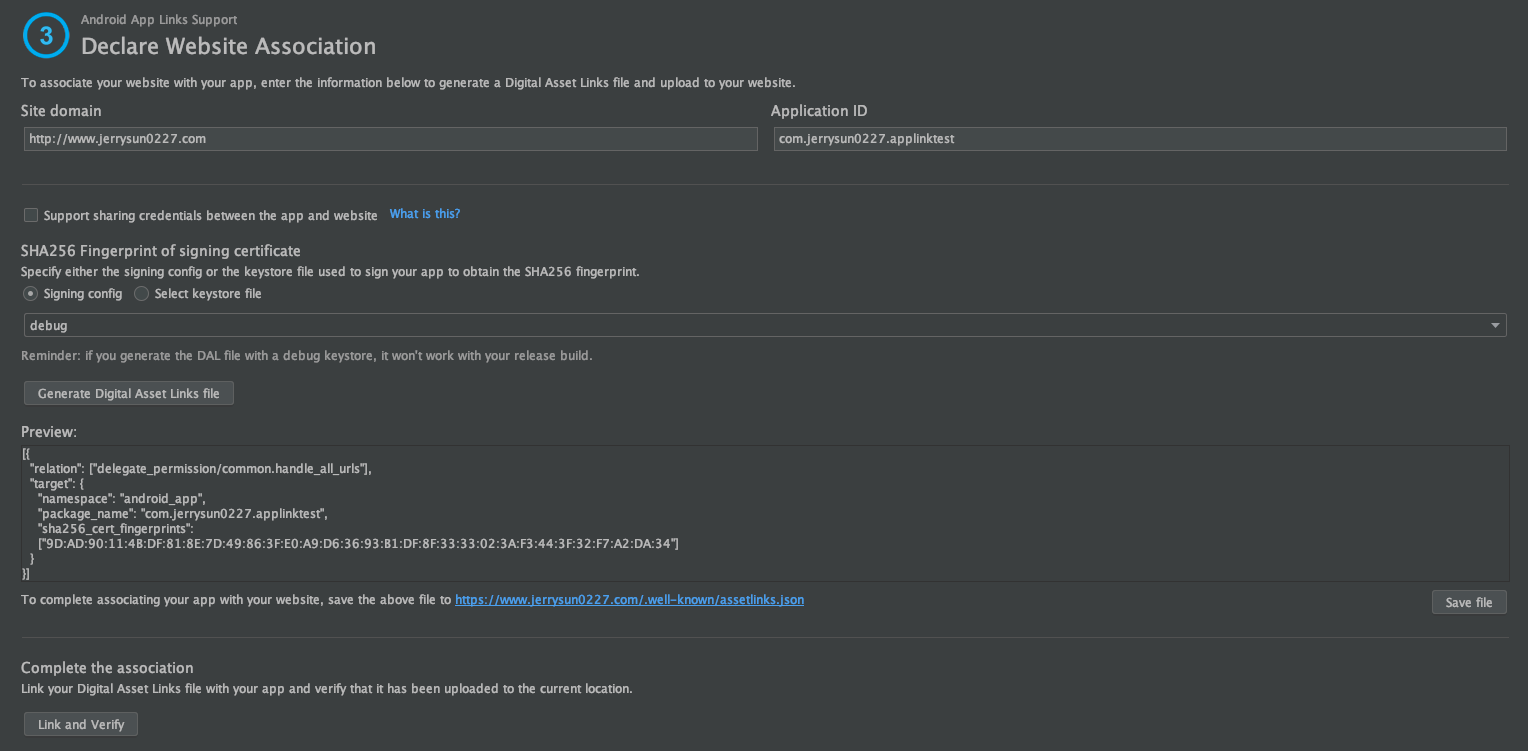 3
Android App Links Support
Declare Website Association
To associate your website with your app, enter the information below to generate a Digital Asset Links file and upload to your website.
Site domain
Application ID
http://www.jerrysun0227.com
com.jerrysun0227.applinktest
Support sharing credentials between the app and website
What is this?
SHA256 Fingerprint of signing certificate
Specify either the signing config or the keystore file used to sign your app to obtain the SHA256 fingerprint.
Signing config
Select keystore file
debug
Reminder: if you generate the DAL file with a debug keystore, it won't work with your release build.
Generate Digital Asset Links file
Preview:
[{
"relation": ["delegate_permission/common.handle_all_urls"],
"target": {
"namespace": "android_app",
"package_name": "com.jerrysun0227.applinktest",
"sha256_cert_fingerprints":
["9D:AD:90:11:4B:DF:81:8E:7D:49:86:3F:E0:A9:D6:36:93:B1:DF:8F:33:33:02:3A:F3:44:3F:32:F7:A2:DA:34"]
}
}]
To complete associating your app with your website, save the above file to https://www.jerrysun0227.com/.well-known/assetlinks.json
Save file
Complete the association
Link your Digital Asset Links file with your app and verify that it has been uploaded to the current location.
Link and Verify